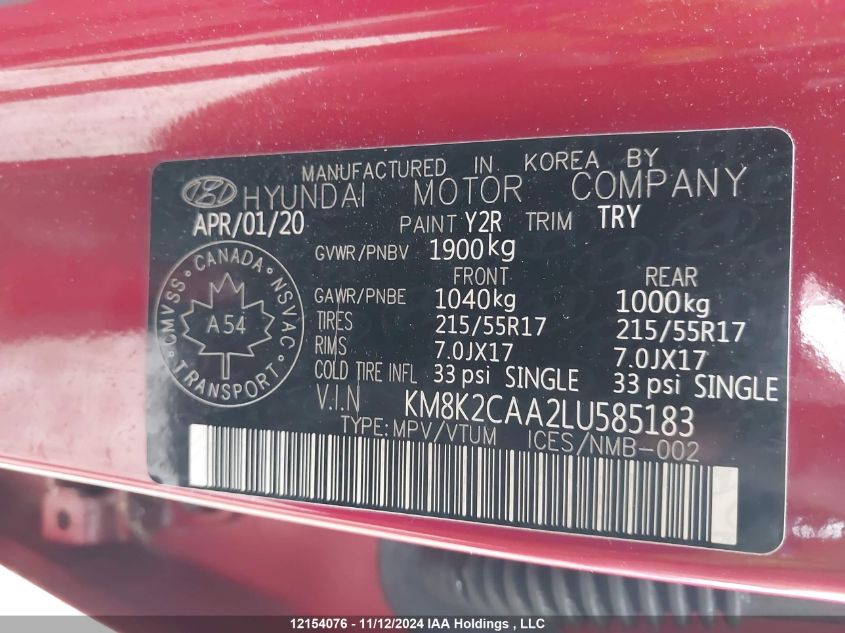 MANUFACTURED IN KOREA BY
HYUNDAI MOTOR COMPANY
APR/01/20 PAINT Y2R TRIM TRY
GVWR/PNBV 1900kg
FRONT REAR
GAWR/PNBE 1040kg 1000kg
TIRES 215/55R17 215/55R17
RIMS 7.0JX17 7.0JX17
COLD TIRE INFL 33 psi SINGLE 33 psi SINGLE
V.I.N KM8K2CAA2LU585183
TYPE:MPV/VTUM ICES/NMB-002
CANADA
CMVSS NSVAC
A54
TRANSPORT
12154076 - 11/12/2024 IAA Holdings , LLC